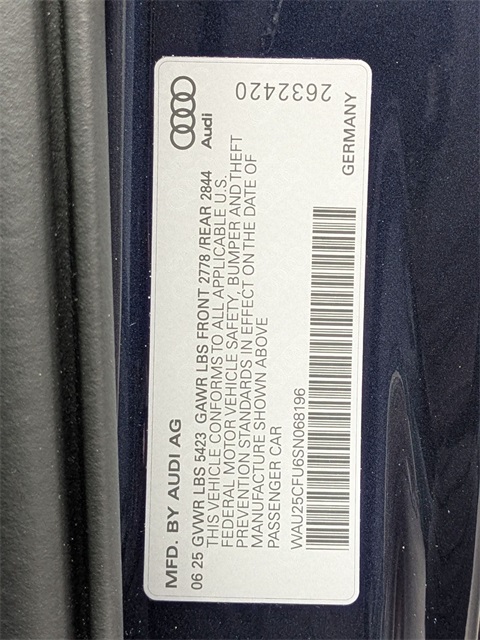 MFD. BY AUDI AG
Audi
06 25 GVWR LBS 5423 GAWR LBS FRONT 2778 /REAR 2844
THIS VEHICLE CONFORMS TO ALL APPLICABLE U.S.
FEDERAL MOTOR VEHICLE SAFETY, BUMPER AND THEFT
PREVENTION STANDARDS IN EFFECT ON THE DATE OF
MANUFACTURE SHOWN ABOVE
PASSENGER CAR
2632420
WAU25CFU6SN068196
GERMANY